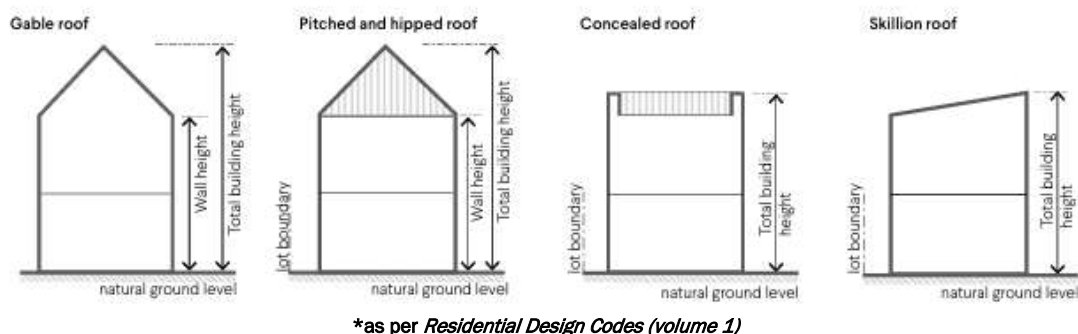 Gable roof
Wall height
Total building height
natural ground level
Pitched and hipped roof
lot boundary
Wall height
Total building height
natural ground level
Concealed roof
lot boundary
Total building
height
natural ground level
Skillion roof
lot boundary
Total building
height
natural ground level
*as per Residential Design Codes (volume 1)